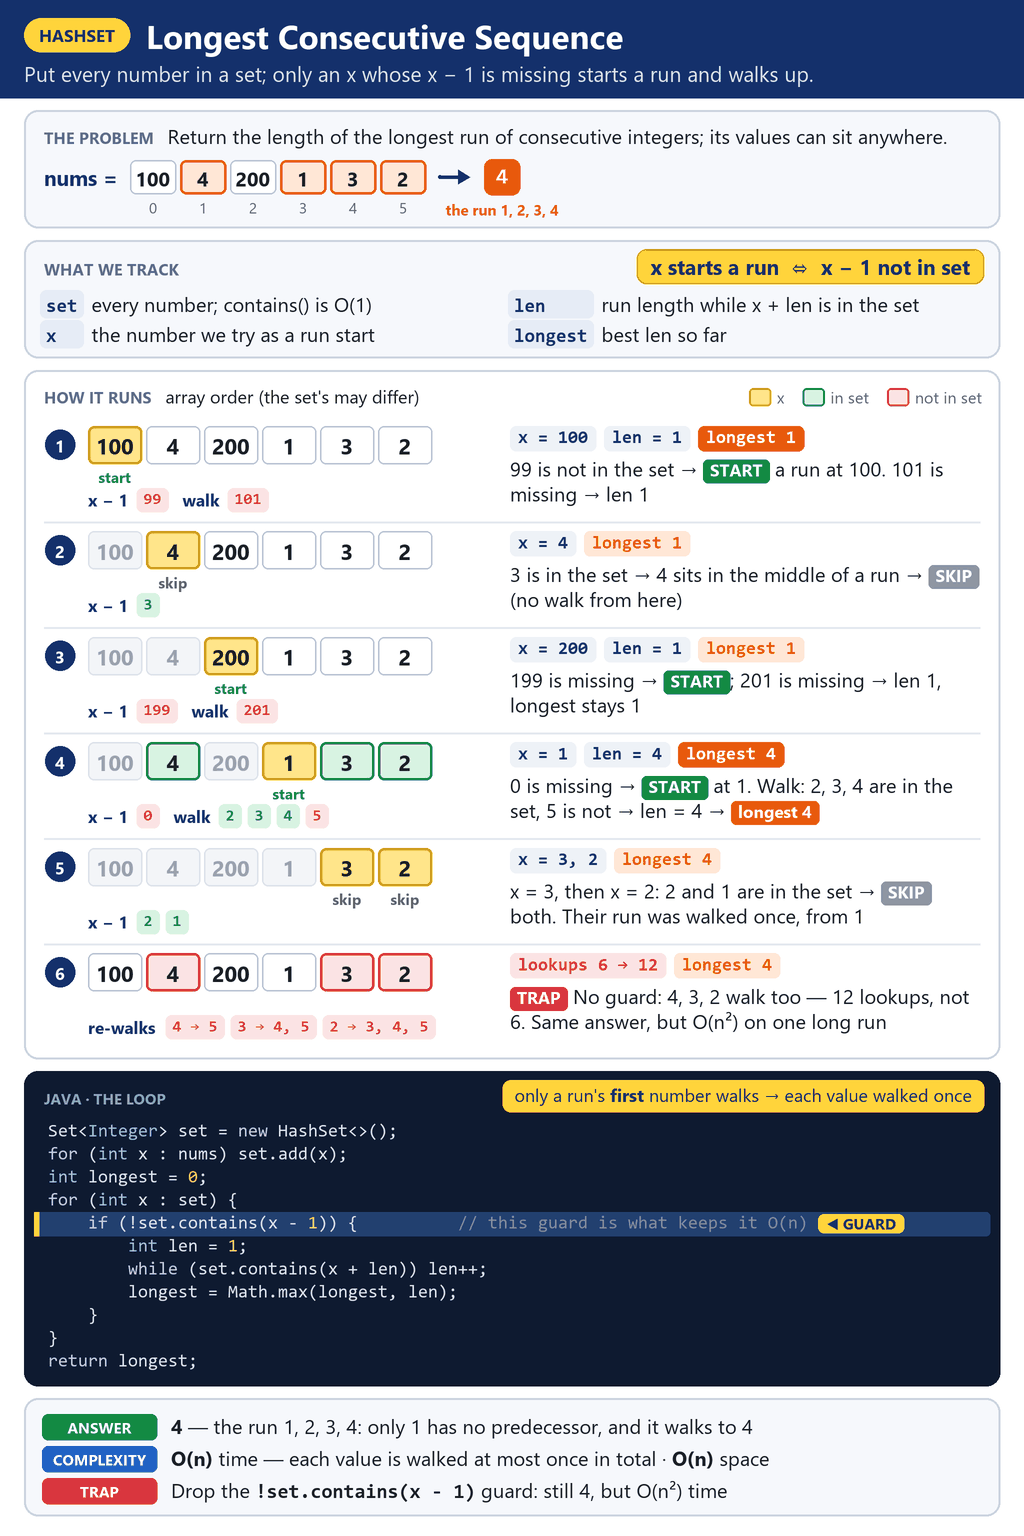 HASHSET Longest Consecutive Sequence
Put every number in a set; only an x whose x − 1 is missing starts a run and walks up.
THE PROBLEM Return the length of the longest run of consecutive integers; its values can sit anywhere.
nums = 100 4 200 1 3 2 → 4
0 1 2 3 4 5 the run 1, 2, 3, 4
WHAT WE TRACK x starts a run ⇔ x − 1 not in set
set every number; contains() is O(1) len run length while x + len is in the set
x the number we try as a run start longest best len so far
HOW IT RUNS array order (the set's may differ) x in set not in set
1 100 4 200 1 3 2
start
x − 1 99 walk 101
x = 100 len = 1 longest 1
99 is not in the set → START a run at 100. 101 is
missing → len 1
2 100 4 200 1 3 2
skip
x − 1 3
x = 4 longest 1
3 is in the set → 4 sits in the middle of a run → SKIP
(no walk from here)
3 100 4 200 1 3 2
start
x − 1 199 walk 201
x = 200 len = 1 longest 1
199 is missing → START; 201 is missing → len 1,
longest stays 1
4 100 4 200 1 3 2
start
x − 1 0 walk 2 3 4 5
x = 1 len = 4 longest 4
0 is missing → START at 1. Walk: 2, 3, 4 are in the
set, 5 is not → len = 4 → longest 4
5 100 4 200 1 3 2
skip skip
x − 1 2 1
x = 3, 2 longest 4
x = 3, then x = 2: 2 and 1 are in the set → SKIP
both. Their run was walked once, from 1
6 100 4 200 1 3 2
re-walks 4 → 5 3 → 4, 5 2 → 3, 4, 5
lookups 6 → 12 longest 4
TRAP No guard: 4, 3, 2 walk too — 12 lookups, not
6. Same answer, but O(n²) on one long run
JAVA · THE LOOP only a run's first number walks → each value walked once
Set<Integer> set = new HashSet<>();
for (int x : nums) set.add(x);
int longest = 0;
for (int x : set) {
if (!set.contains(x - 1)) { // this guard is what keeps it O(n) ◀ GUARD
int len = 1;
while (set.contains(x + len)) len++;
longest = Math.max(longest, len);
}
}
return longest;
ANSWER 4 — the run 1, 2, 3, 4: only 1 has no predecessor, and it walks to 4
COMPLEXITY O(n) time — each value is walked at most once in total · O(n) space
TRAP Drop the !set.contains(x - 1) guard: still 4, but O(n²) time